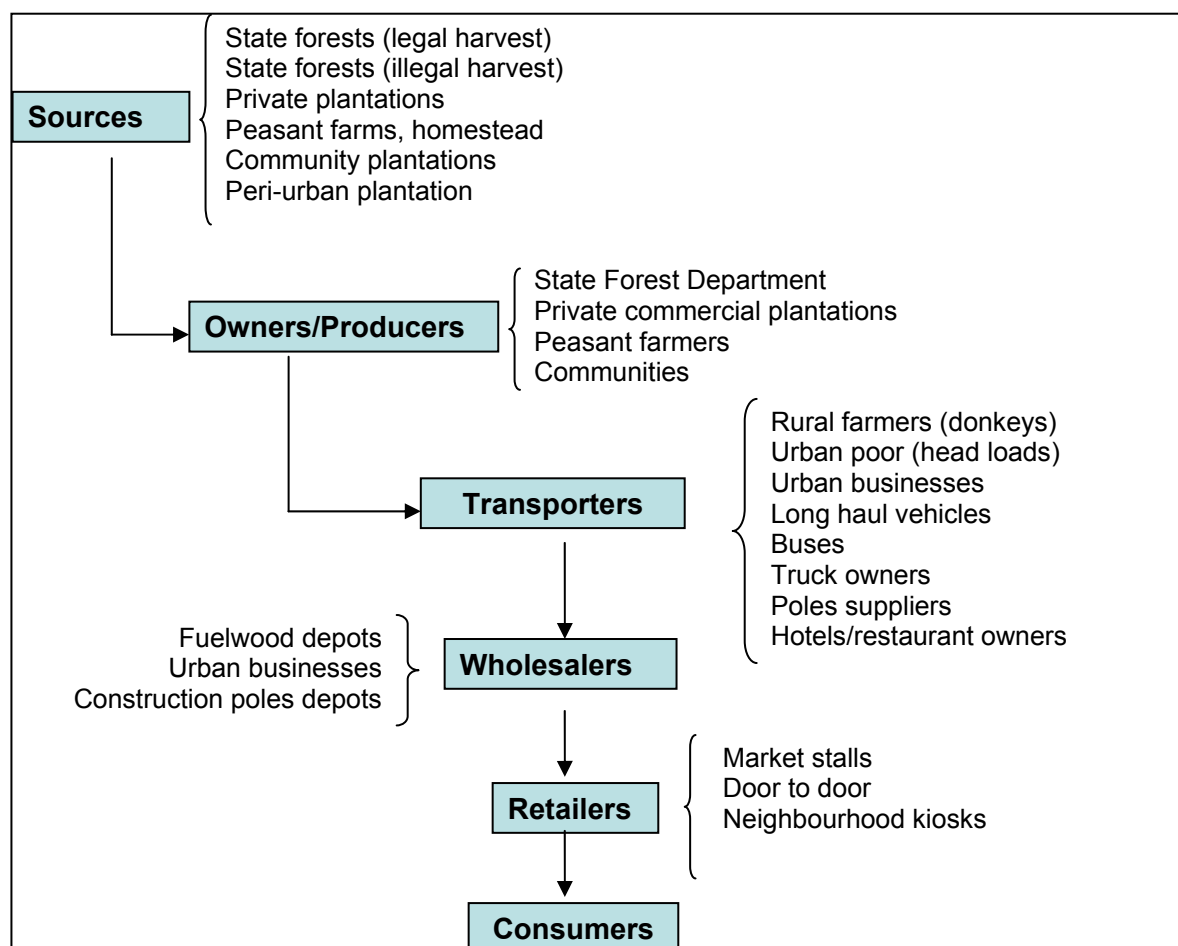 State forests (legal harvest)
State forests (illegal harvest)
Private plantations
Sources
Peasant farms, homestead
Community plantations
Peri-urban plantation
State Forest Department
Owners/Producers
Private commercial plantations
Peasant farmers
Communities
Rural farmers (donkeys)
Urban poor (head loads)
Transporters
Urban businesses
Long haul vehicles
Buses
Truck owners
Poles suppliers
Hotels/restaurant owners
Fuelwood depots
Urban businesses
Construction poles depots
Wholesalers
Market stalls
Door to door
Neighbourhood kiosks
Retailers
Consumers